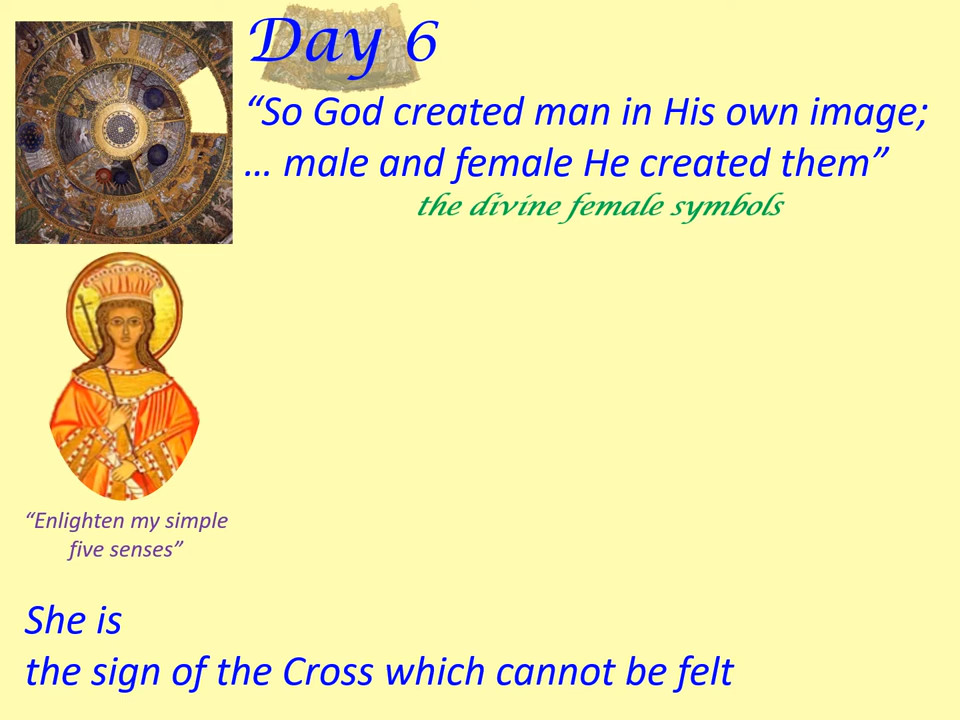 Day 6
“So God created man in His own image;
... male and female He created them”
the divine female symbols
“Enlighten my simple
five senses”
She is
the sign of the Cross which cannot be felt